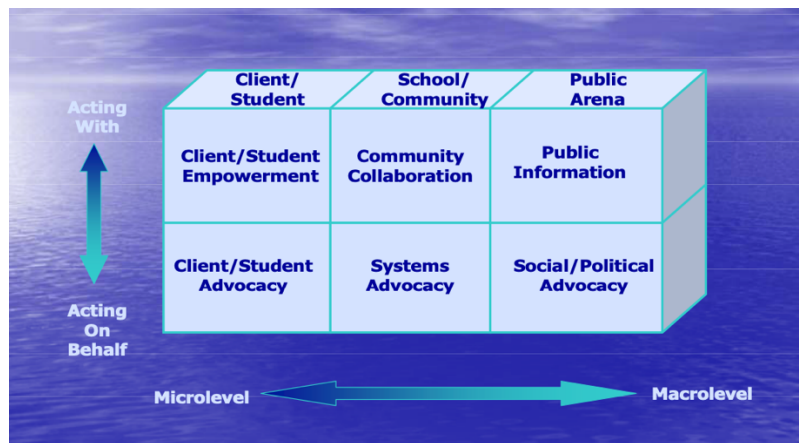 Client/
Student
School/
Community
Public
Arena
Acting
With
Client/Student
Empowerment
Community
Collaboration
Public
Information
Client/Student
Advocacy
Systems
Advocacy
Social/Political
Advocacy
Acting
On
Behalf
Microlevel
Macrolevel